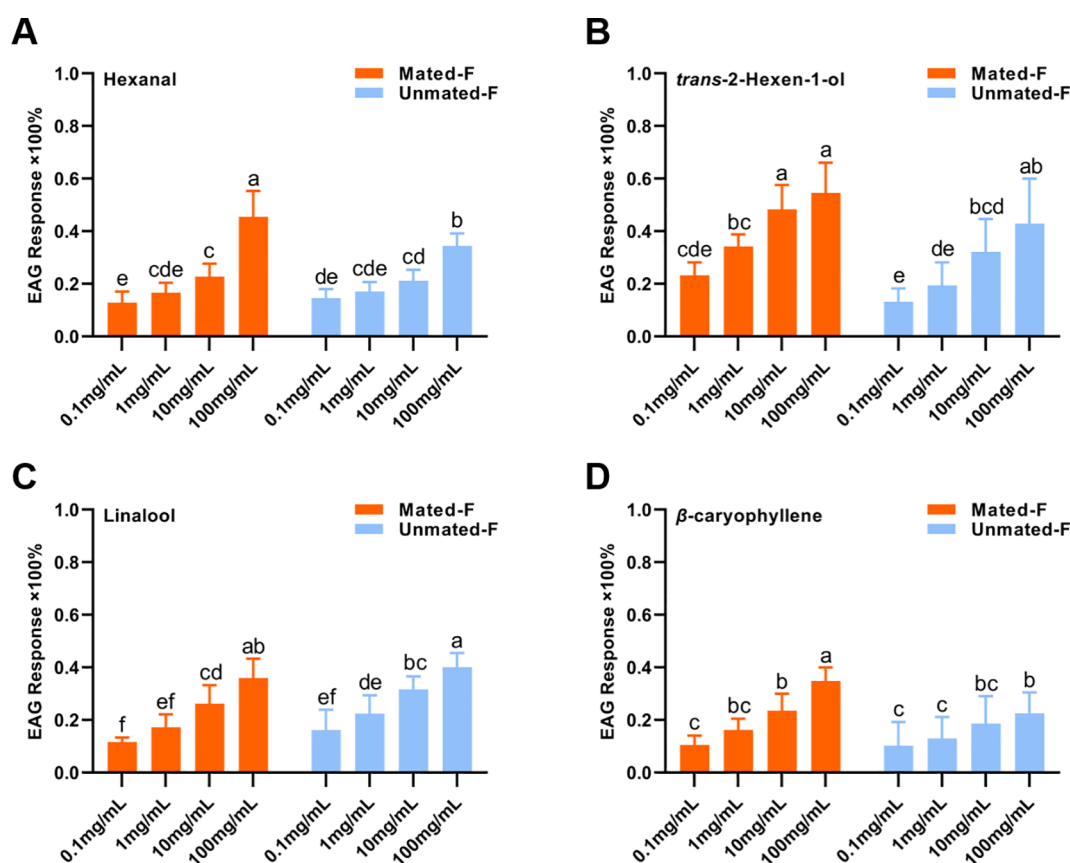 A
Hexanal
Mated-F
Unmated-F
EAG Response ×100%
1.0
0.8
0.6
0.4
0.2
0.0
e
cde
c
a
de
cde
cd
b
0.1mg/mL
1mg/mL
10mg/mL
100mg/mL
0.1mg/mL
1mg/mL
10mg/mL
100mg/mL
B
trans-2-Hexen-1-ol
Mated-F
Unmated-F
EAG Response ×100%
1.0
0.8
0.6
0.4
0.2
0.0
cde
bc
a
a
e
de
bcd
ab
0.1mg/mL
1mg/mL
10mg/mL
100mg/mL
0.1mg/mL
1mg/mL
10mg/mL
100mg/mL
C
Linalool
Mated-F
Unmated-F
EAG Response ×100%
1.0
0.8
0.6
0.4
0.2
0.0
f
ef
cd
ab
ef
de
bc
a
0.1mg/mL
1mg/mL
10mg/mL
100mg/mL
0.1mg/mL
1mg/mL
10mg/mL
100mg/mL
D
β-caryophyllene
Mated-F
Unmated-F
EAG Response ×100%
1.0
0.8
0.6
0.4
0.2
0.0
c
bc
b
a
c
c
bc
b
0.1mg/mL
1mg/mL
10mg/mL
100mg/mL
0.1mg/mL
1mg/mL
10mg/mL
100mg/mL